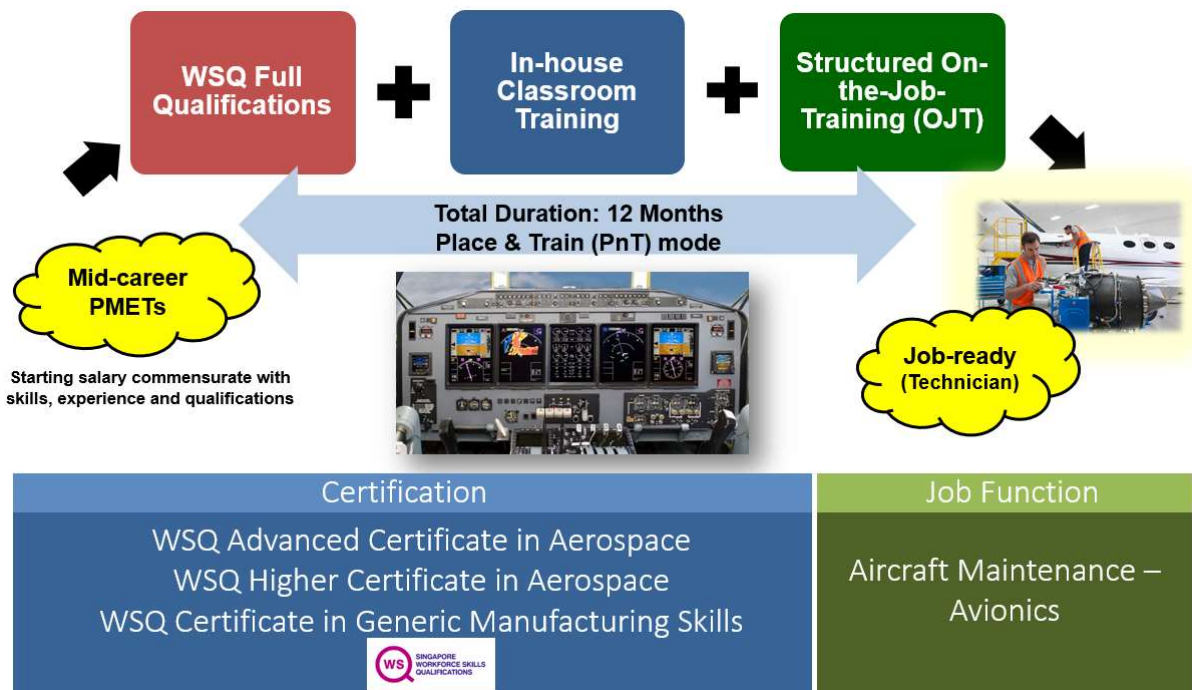 WSQ Full
Qualifications
In-house
Classroom
Training
Structured On-
the-Job-
Training (OJT)
Total Duration: 12 Months
Place & Train (PnT) mode
Mid-career
PMETs
Starting salary commensurate with
skills, experience and qualifications
Job-ready
(Technician)
Certification
WSQ Advanced Certificate in Aerospace
WSQ Higher Certificate in Aerospace
WSQ Certificate in Generic Manufacturing Skills
WS
SINGAPORE
WORKFORCE SKILLS
QUALIFICATIONS
Job Function
Aircraft Maintenance –
Avionics